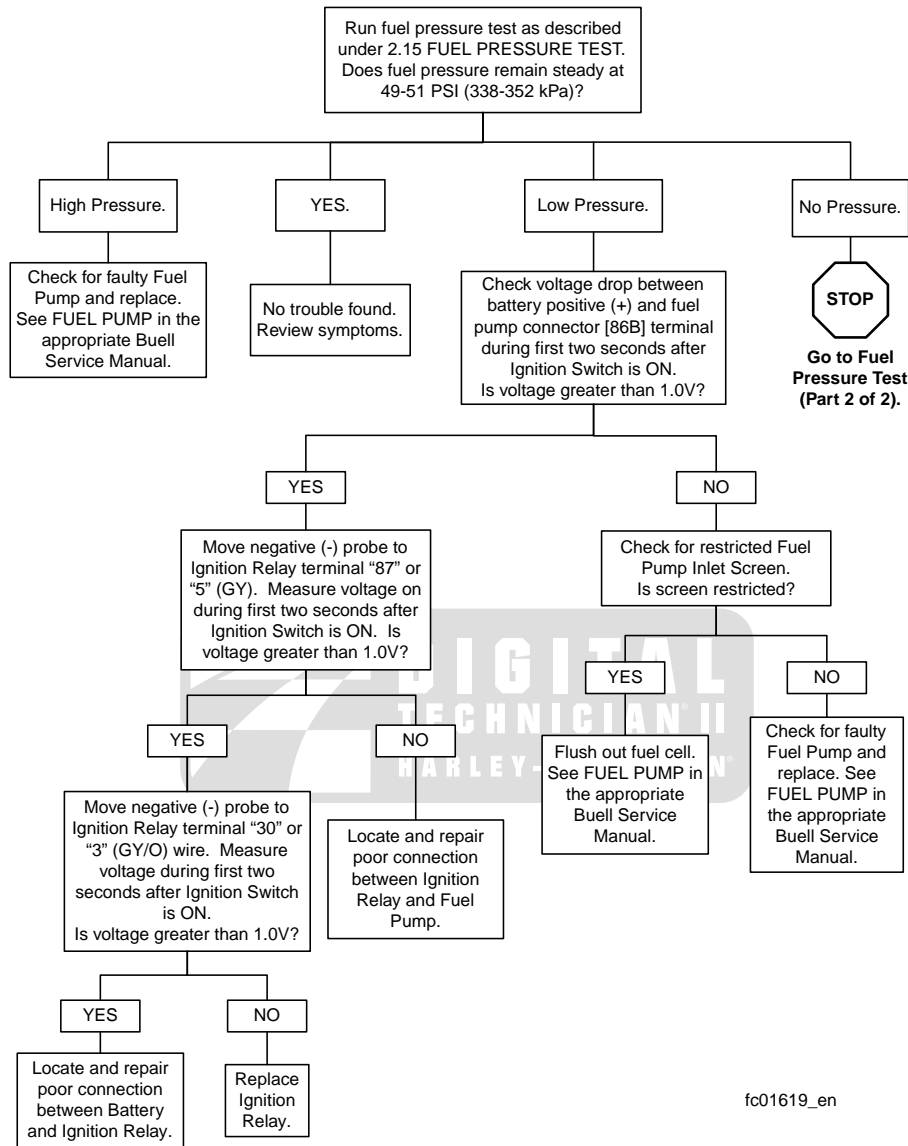 Run fuel pressure test as described
under 2.15 FUEL PRESSURE TEST.
Does fuel pressure remain steady at
49-51 PSI (338-352 kPa)?
High Pressure.
YES.
Low Pressure.
No Pressure.
Check for faulty Fuel
Pump and replace.
See FUEL PUMP in the
appropriate Buell
Service Manual.
No trouble found.
Review symptoms.
Check voltage drop between
battery positive (+) and fuel
pump connector [86B] terminal
during first two seconds after
Ignition Switch is ON.
Is voltage greater than 1.0V?
STOP
Go to Fuel
Pressure Test
(Part 2 of 2).
YES
NO
Move negative (-) probe to
Ignition Relay terminal “87” or
“5” (GY). Measure voltage on
during first two seconds after
Ignition Switch is ON. Is
voltage greater than 1.0V?
Check for restricted Fuel
Pump Inlet Screen.
Is screen restricted?
YES
NO
YES
NO
Move negative (-) probe to
Ignition Relay terminal “30” or
“3” (GY/O) wire. Measure
voltage during first two
seconds after Ignition Switch
is ON.
Is voltage greater than 1.0V?
Locate and repair
poor connection
between Ignition
Relay and Fuel
Pump.
Flush out fuel cell.
See FUEL PUMP in
the appropriate
Buell Service
Manual.
Check for faulty
Fuel Pump and
replace. See
FUEL PUMP in
the appropriate
Buell Service
Manual.
YES
NO
Locate and repair
poor connection
between Battery
and Ignition Relay.
Replace
Ignition
Relay.
DIGITAL
TECHNICIAN II
HARLEY-
fc01619_en